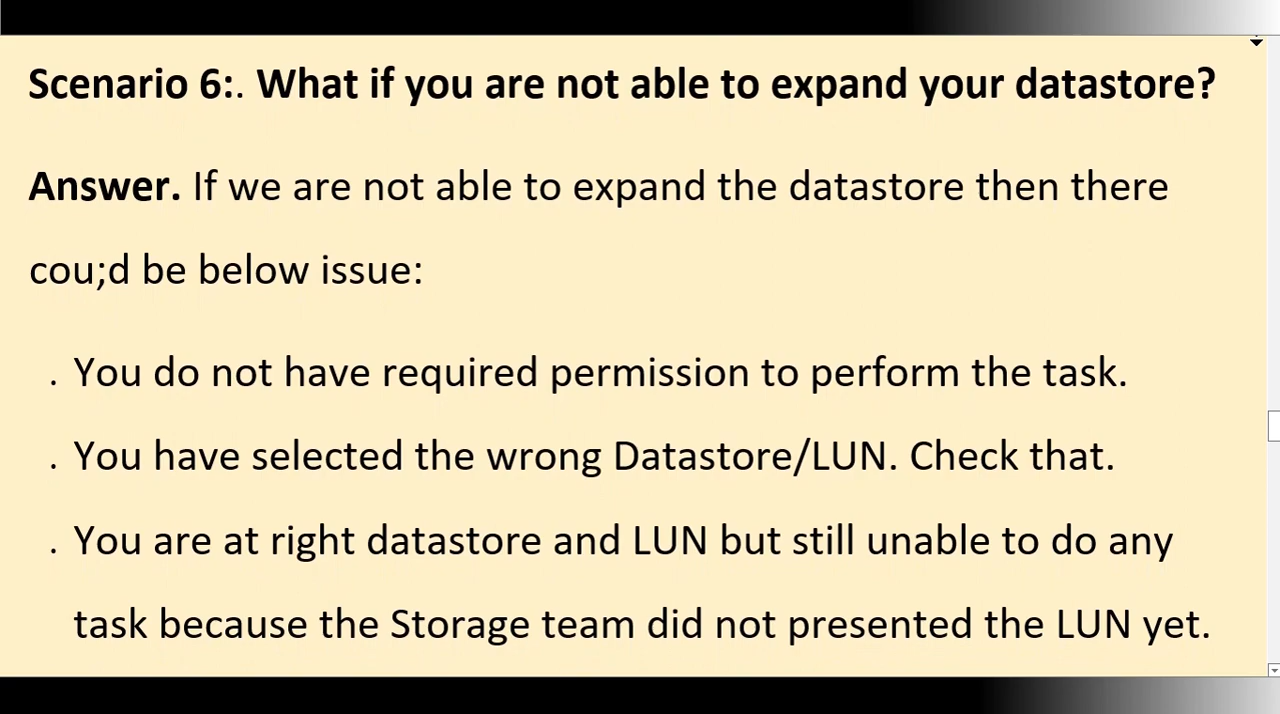 Scenario 6:. What if you are not able to expand your datastore?
Answer. If we are not able to expand the datastore then there
cou;d be below issue:
. You do not have required permission to perform the task.
. You have selected the wrong Datastore/LUN. Check that.
. You are at right datastore and LUN but still unable to do any
task because the Storage team did not presented the LUN yet.